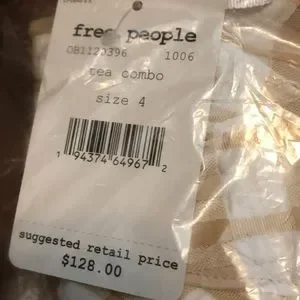 free people
OB1120396 1006
tea combo
size 4
1 94374 64967 2
suggested retail price
$128.00